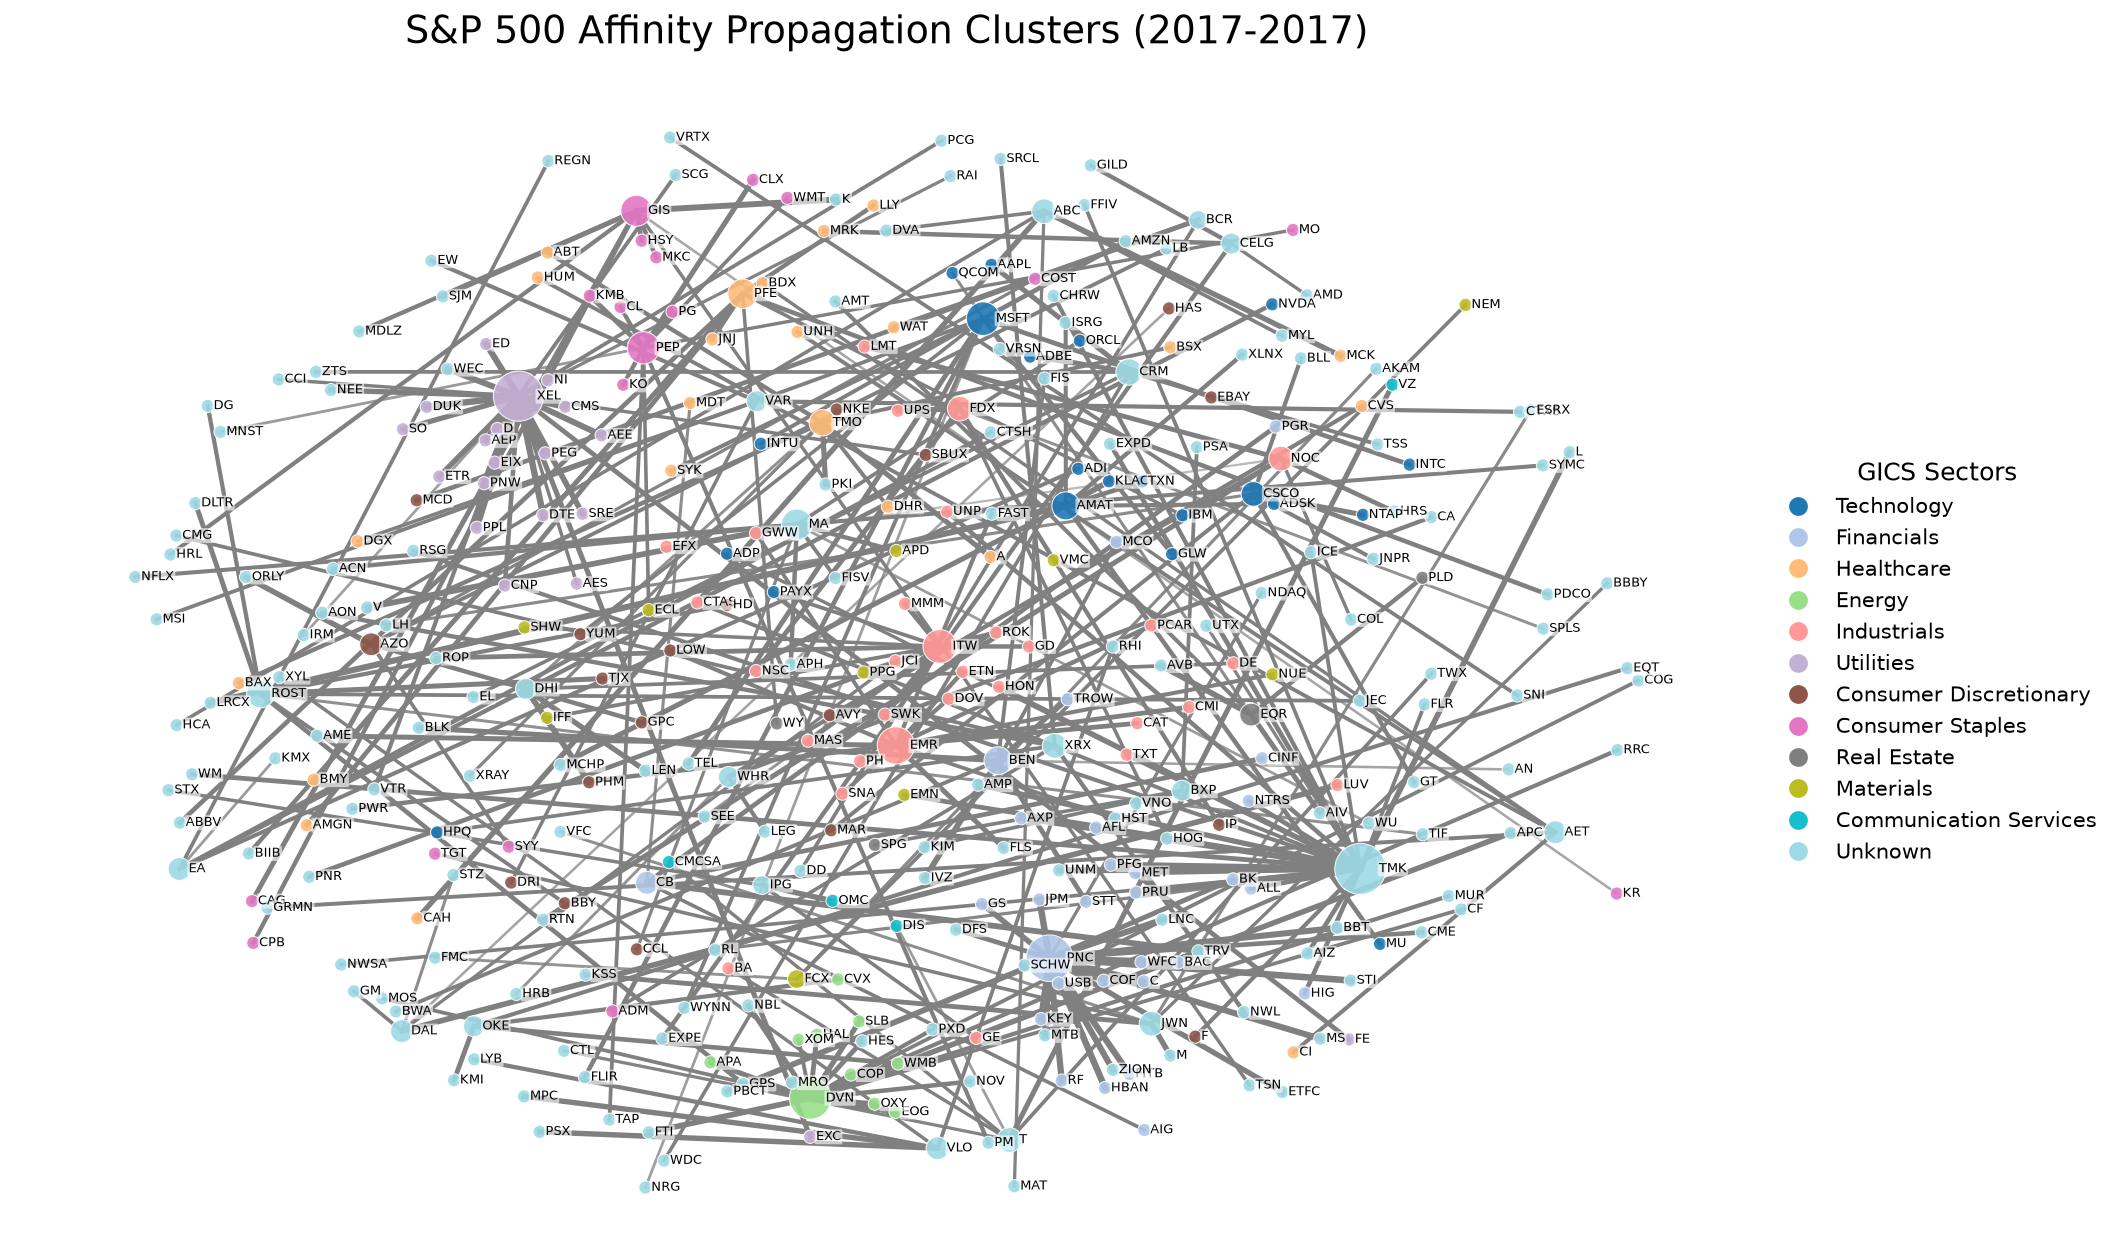 S&P 500 Affinity Propagation Clusters (2017-2017)
VRTX
PCG
REGN
SRCL
GILD
SCG
CLX
RAI
WMT
K
GIS
LLY
ABC
FFIV
BCR
MRK
DVA
MO
HSY
AMZN
CELG
LB
ABT
MKC
EW
AAPL
QCOM
HUM
BDX
COST
PFE
SJM
KMB
CHRW
AMD
AMT
NVDA
NEM
CL
PG
HAS
MSFT
ISRG
MDLZ
UNH
WAT
MYL
JNJ
ORCL
ED
PEP
LMT
VRSN
BSX
XLNX
ADBE
MCK
BLL
WEC
AKAM
ZTS
CCI
NI
FIS
CRM
KO
VZ
NEE
XEL
EBAY
VAR
MDT
DG
DUK
CMS
NKE
UPS
FDX
CVS
ESRX
TMO
PGR
SO
D
MNST
AEE
CTSH
AEP
INTU
EXPD
PSA
TSS
PEG
SBUX
L
NOC
EIX
SYK
ADI
INTC
SYMC
ETR
PNW
PKI
KLAC
TXN
CSCO
MCD
DLTR
DHR
AMAT
ADSK
DTE
SRE
UNP
FAST
IBM
NTAP
HRS
CA
PPL
MA
CMG
GWW
DGX
EFX
MCO
RSG
ADP
APD
HRL
A
VMC
GLW
ICE
JNPR
ACN
NFLX
ORLY
FISV
PLD
CNP
AES
BBBY
PAYX
NDAQ
PDCO
CTAS
HD
MMM
V
AON
ECL
MSI
COL
LH
SHW
PCAR
UTX
SPLS
IRM
YUM
ROK
AZO
ITW
GD
RHI
LOW
ROP
JCI
APH
AVB
DE
EQT
NSC
PPG
ETN
NUE
TWX
XYL
TJX
COG
BAX
HON
ROST
DHI
EL
DOV
TROW
SNI
LRCX
JEC
FLR
CMI
IFF
AVY
SWK
EQR
HCA
GPC
WY
CAT
BLK
AME
MAS
EMR
XRX
RRC
TXT
KMX
PH
BEN
CINF
MCHP
TEL
LEN
AN
WM
XRAY
WHR
BMY
PHM
AMP
LUV
GT
STX
VTR
BXP
SNA
EMN
NTRS
VNO
PWR
AIV
SEE
AXP
HST
ABBV
AMGN
WU
AFL
IP
HPQ
VFC
LEG
MAR
TIF
APC
AET
HOG
SYY
SPG
KIM
FLS
BIIB
TGT
CMCSA
PFG
EA
DD
UNM
TMK
MET
PNR
STZ
IVZ
DRI
CB
IPG
BK
ALL
PRU
KR
MUR
CAG
OMC
JPM
STT
BBY
GS
GRMN
CF
CAH
RTN
LNC
DIS
DFS
BBT
CME
CPB
MU
CCL
RL
TRV
AIZ
FMC
PNC
NWSA
BA
SCHW
WFC
BAC
KSS
FCX
CVX
STI
USB
COF
C
GM
HRB
HIG
MOS
NBL
WYNN
ADM
BWA
NWL
SLB
KEY
JWN
OKE
DAL
PXD
HAL
MTB
F
EXPE
XOM
HES
GE
MS
FE
CTL
CI
M
LYB
APA
WMB
ZION
FLIR
COP
KMI
GPS
MRO
NOV
RF
PBCT
HBAN
TSN
ETFC
MPC
DVN
OXY
EOG
TAP
PSX
FTI
AIG
EXC
PM
T
VLO
WDC
NRG
MAT
GICS Sectors
Technology
Financials
Healthcare
Energy
Industrials
Utilities
Consumer Discretionary
Consumer Staples
Real Estate
Materials
Communication Services
Unknown